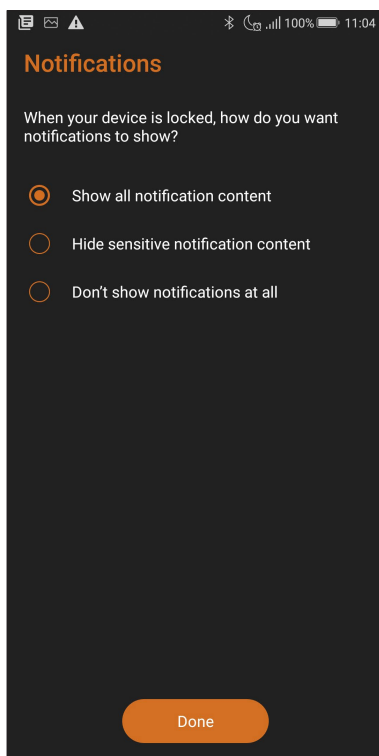 100% 11:04
Notifications
When your device is locked, how do you want
notifications to show?
Show all notification content
Hide sensitive notification content
Don’t show notifications at all
Done